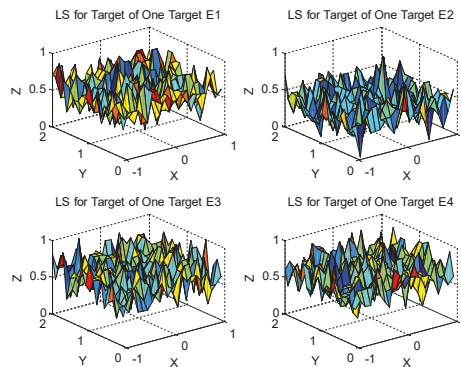 LS for Target of One Target E1
1
0.5
0
Z
2
1
0
Y
-1
0
1
X
LS for Target of One Target E2
1
0.5
0
Z
2
1
0
Y
-1
0
1
X
LS for Target of One Target E3
1
0.5
0
Z
2
1
0
Y
-1
0
1
X
LS for Target of One Target E4
1
0.5
0
Z
2
1
0
Y
-1
0
1
X